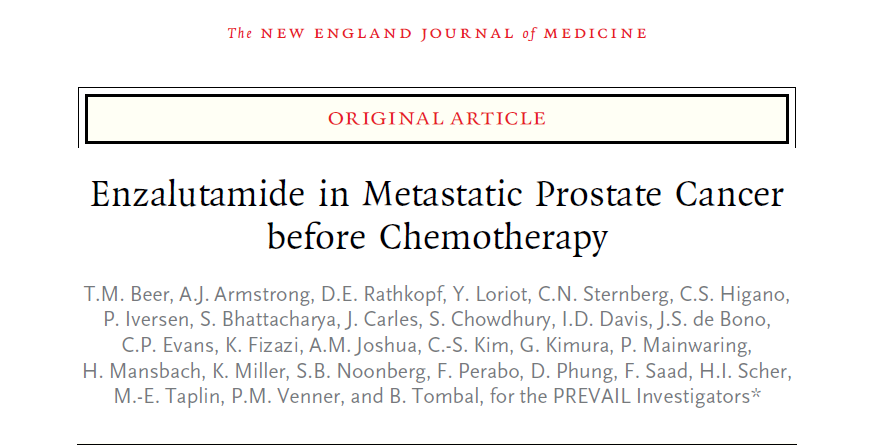 The NEW ENGLAND JOURNAL of MEDICINE
ORIGINAL ARTICLE
Enzalutamide in Metastatic Prostate Cancer
before Chemotherapy
T.M. Beer, A.J. Armstrong, D.E. Rathkopf, Y. Loriot, C.N. Sternberg, C.S. Higano,
P. Iversen, S. Bhattacharya, J. Carles, S. Chowdhury, I.D. Davis, J.S. de Bono,
C.P. Evans, K. Fizazi, A.M. Joshua, C.-S. Kim, G. Kimura, P. Mainwaring,
H. Mansbach, K. Miller, S.B. Noonberg, F. Perabo, D. Phung, F. Saad, H.I. Scher,
M.-E. Taplin, P.M. Venner, and B. Tombal, for the PREVAIL Investigators*